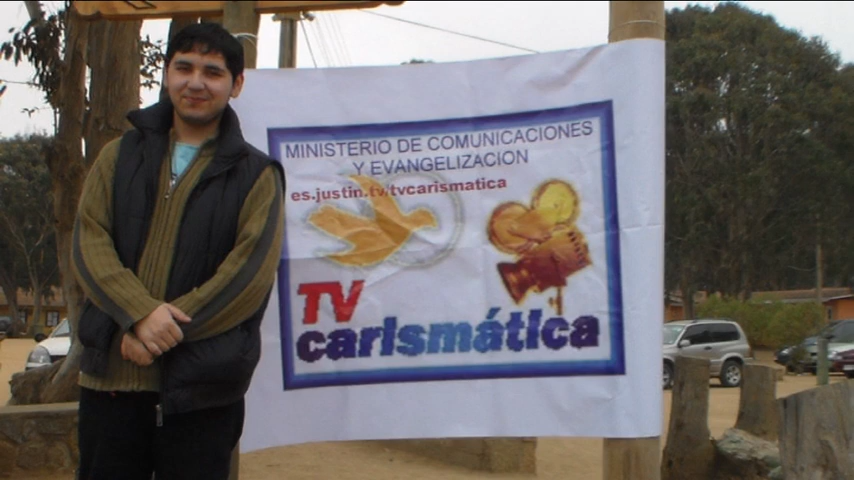 MINISTERIO DE COMUNICACIONES
Y EVANGELIZACION
es.justin.tv/tvcarismatica
TV
carismática